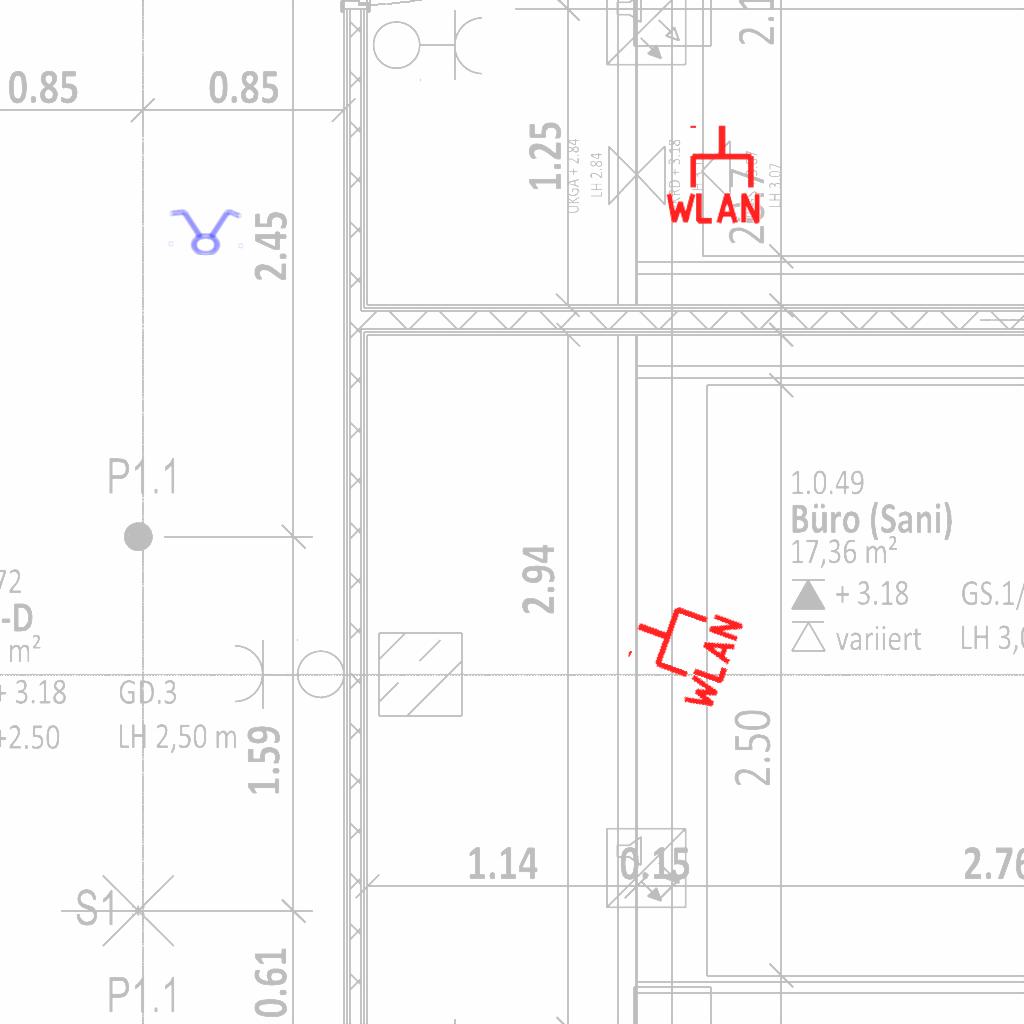 2.1
0.85
0.85
1.25
UKGA + 2.84
LH 2.84
LH 3.07
WLAN
2.45
P1.1
1.0.49
Büro (Sani)
17,36 m²
+ 3.18
GS.1/
variiert
LH 3,0
2.94
72
-D
m²
+ 3.18
GD.3
+2.50
LH 2,50 m
WLAN
1.59
2.50
1.14
0.15
2.76
S1
0.61
P1.1